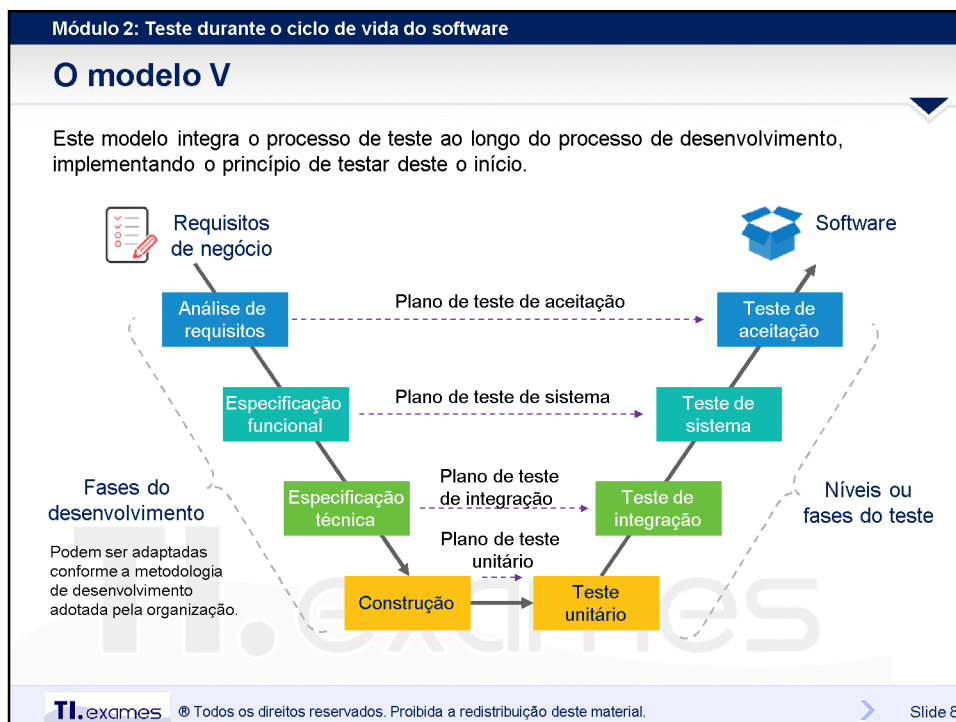 Módulo 2: Teste durante o ciclo de vida do software
O modelo V
Este modelo integra o processo de teste ao longo do processo de desenvolvimento,
implementando o princípio de testar deste o início.
Requisitos
de negócio
Software
Análise de
requisitos
Plano de teste de aceitação
Teste de
aceitação
Especificação
funcional
Plano de teste de sistema
Teste de
sistema
Fases do
desenvolvimento
Podem ser adaptadas
conforme a metodologia
de desenvolvimento
adotada pela organização.
Especificação
técnica
Plano de teste
de integração
Teste de
integração
Níveis ou
fases do teste
Plano de teste
unitário
Construção
Teste
unitário
TI.exames
TI.exames
® Todos os direitos reservados. Proibida a redistribuição deste material.
Slide 8